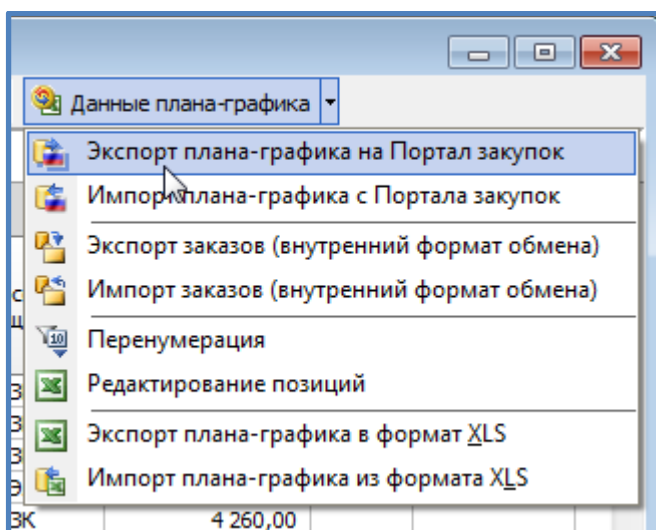 Данные плана-графика
Экспорт плана-графика на Портал закупок
Импорт плана-графика с Портала закупок
Экспорт заказов (внутренний формат обмена)
Импорт заказов (внутренний формат обмена)
Перенумерация
Редактирование позиций
Экспорт плана-графика в формат XLS
Импорт плана-графика из формата XLS
ЗК 4 260,00